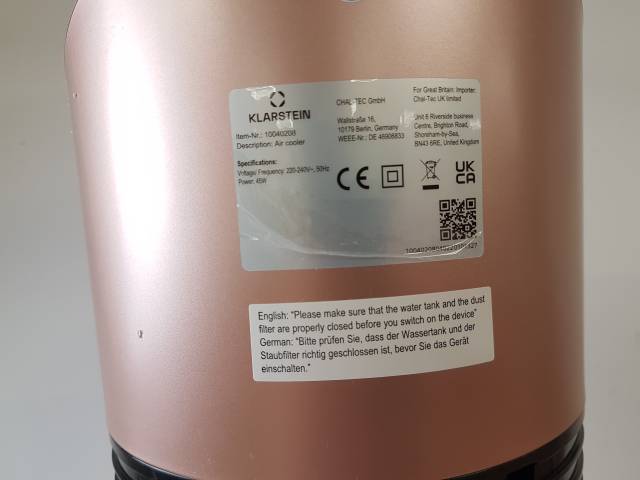 KLARSTEIN
Item-Nr.: 10040208
Description: Air cooler
Specifications:
Voltage/ Frequency: 220-240V~, 50Hz
Power: 45W
CHAL-TEC GmbH
Wallstraße 16,
10179 Berlin, Germany
WEEE-Nr.: DE 46908833
For Great Britain: Importer:
Chal-Tec UK limited
Unit 6 Riverside business
Centre, Brighton Road,
Shoreham-by-Sea,
BN43 6RE, United Kingdom
CE
UK
CA
English: "Please make sure that the water tank and the dust
filter are properly closed before you switch on the device"
German: "Bitte prüfen Sie, dass der Wassertank und der
Staubfilter richtig geschlossen ist, bevor Sie das Gerät
einschalten."